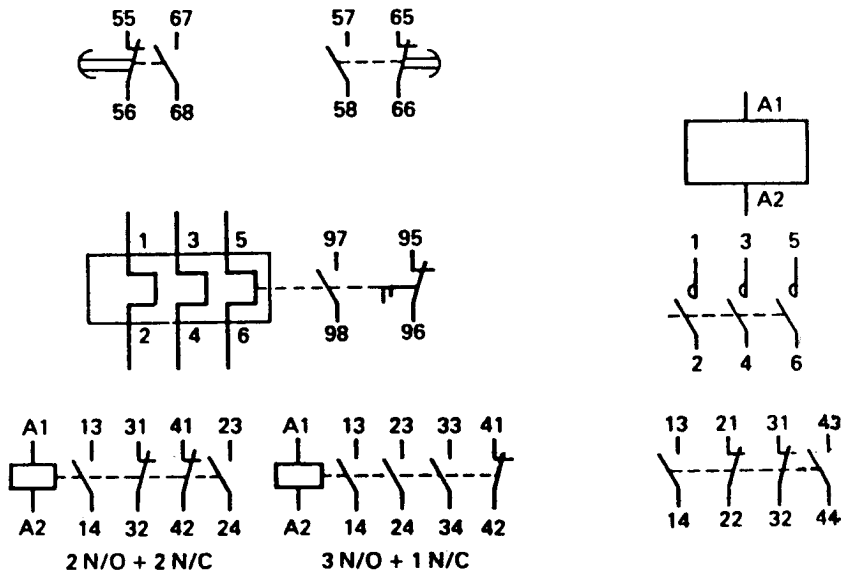 55 67 57 65
56 68 58 66
A1
A2
1 3 5 97 95
2 4 6 98 96
1 3 5
2 4 6
A1 13 31 41 23 A1 13 23 33 41
A2 14 32 42 24 A2 14 24 34 42
2 N/O + 2 N/C 3 N/O + 1 N/C
13 21 31 43
14 22 32 44